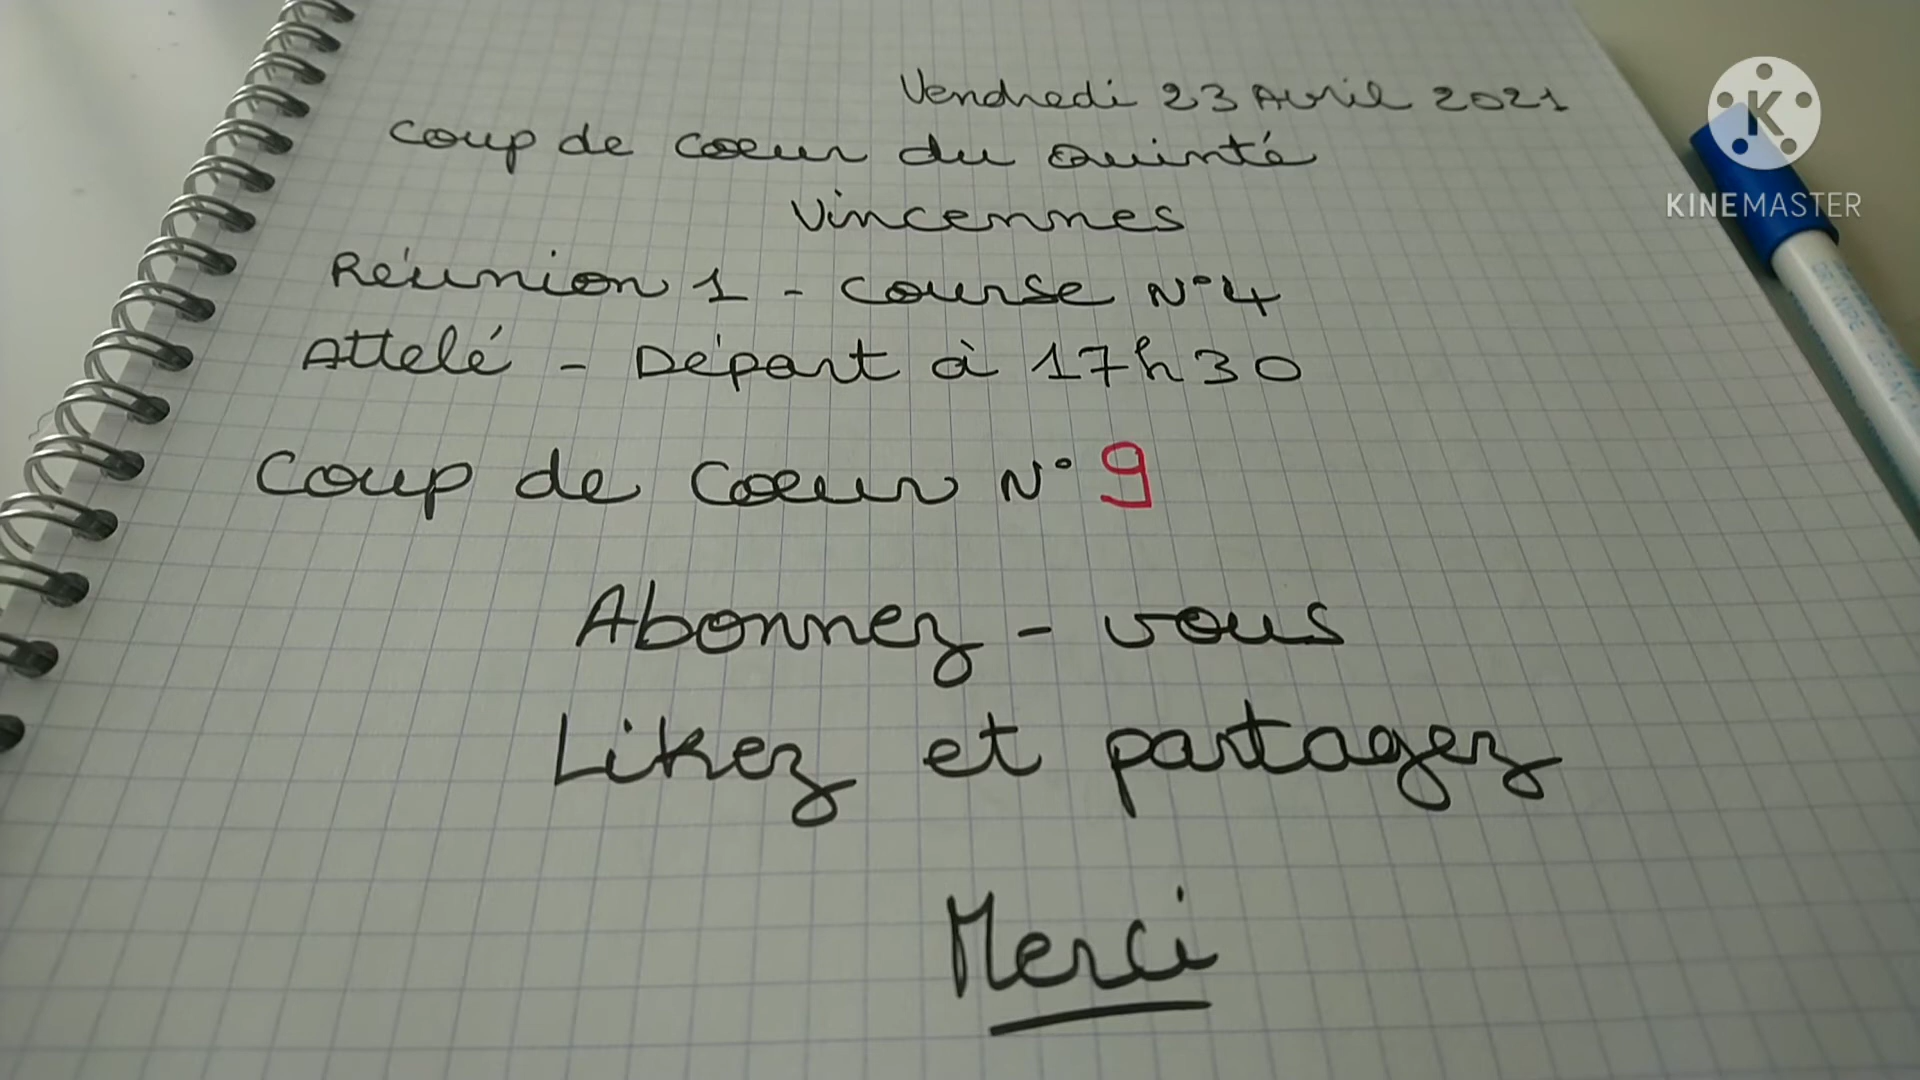 Vendredi 23 Avril 2021
Coup de coeur du Quinté
Vincennes
Réunion 1 - Course N°4
Attelé - Départ à 17h30
Coup de coeur N° 9
Abonnez-vous
Likez et partagez
Merci
K
KINEMASTER